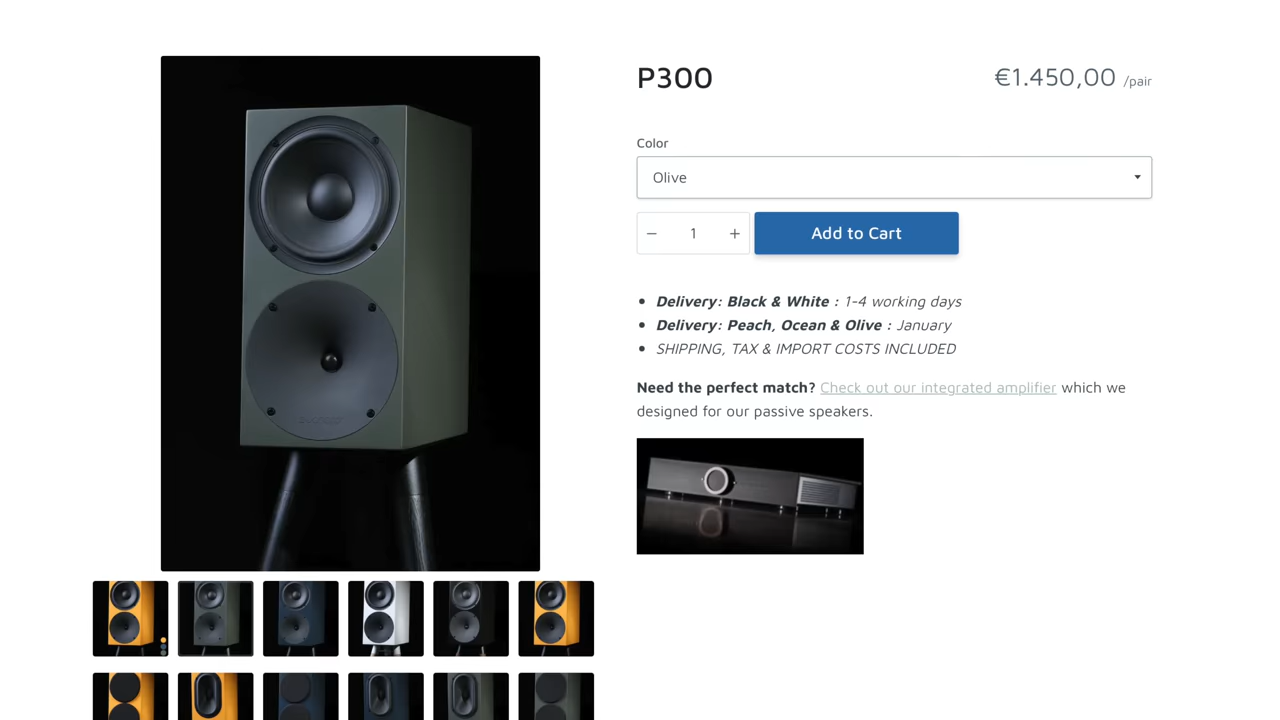 P300
€1.450,00 /pair
Color
Olive
− 1 + Add to Cart
Delivery: Black & White : 1-4 working days
Delivery: Peach, Ocean & Olive : January
SHIPPING, TAX & IMPORT COSTS INCLUDED
Need the perfect match? Check out our integrated amplifier which we
designed for our passive speakers.